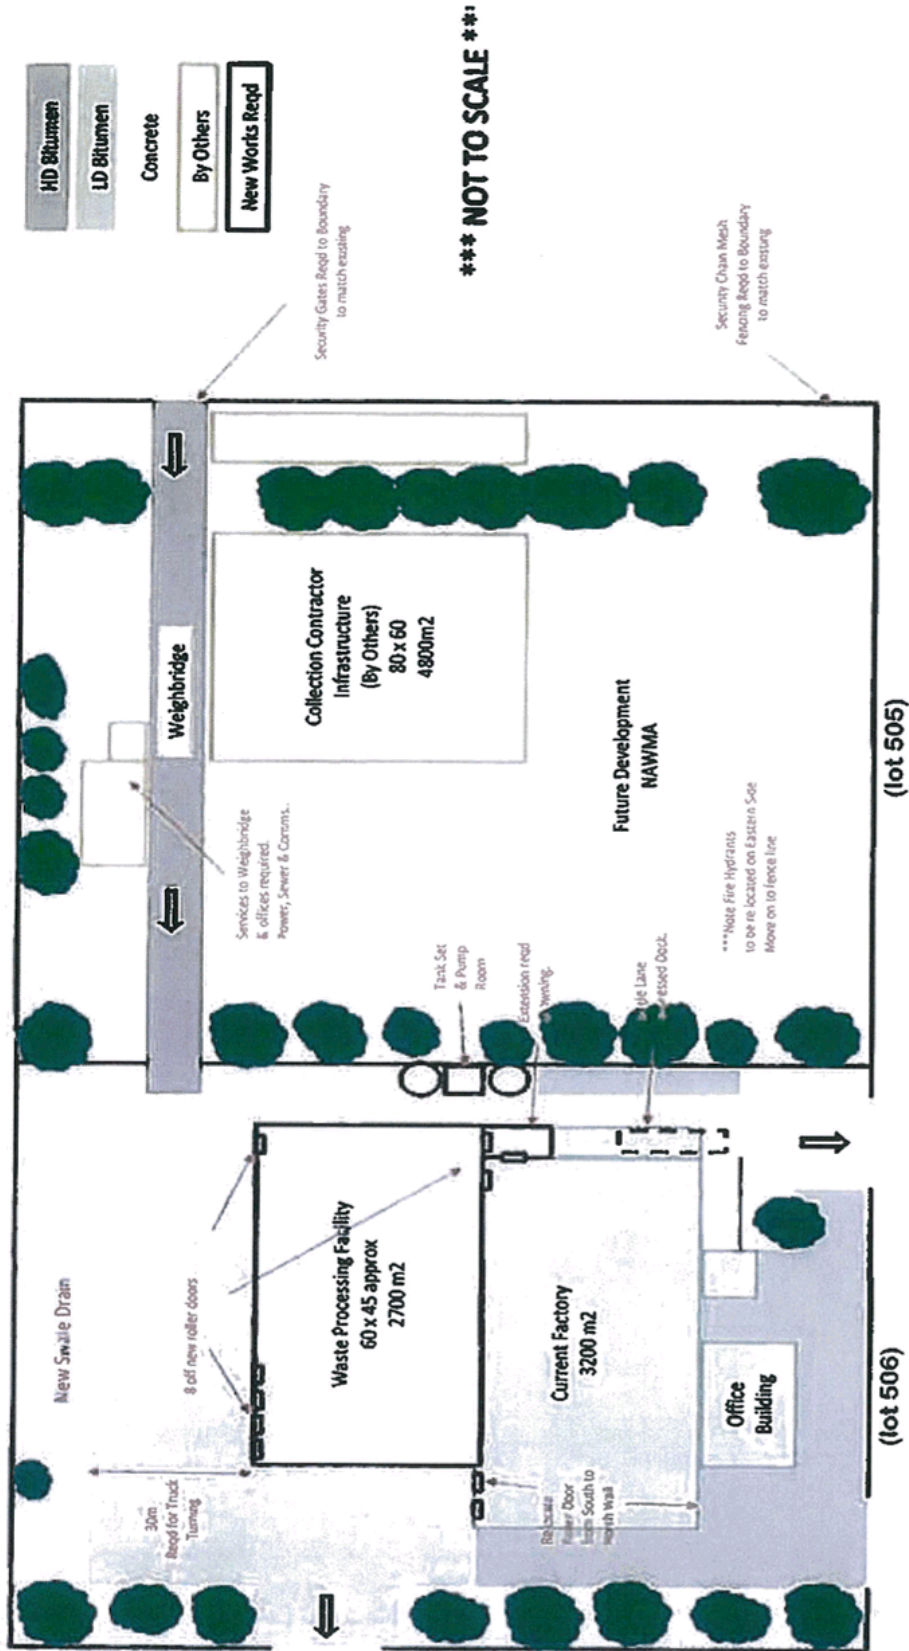 HD Bitumen
LD Bitumen
Concrete
By Others
New Works Reqd
*** NOT TO SCALE ***
Security Gates Reqd to Boundary
to match existing
Security Chain Mesh
Fencing Reqd to Boundary
to match existing
Weighbridge
Collection Contractor
Infrastructure
(By Others)
80 x 60
4800m2
Services to Weighbridge
& offices required.
Power, Sewer & Comms.
Future Development
NAWMA
***Note Fire Hydrants
to be re located on Eastern Side
Move on to fence line
(lot 505)
Tank Set
& Pump
Room
Extension reqd
Lane
Dock.
New Swale Drain
8 off new roller doors
30m
Reqd for Truck
Turning
Waste Processing Facility
60 x 45 approx
2700 m2
Current Factory
3200 m2
Door
from South to
North Wall
Office
Building
(lot 506)